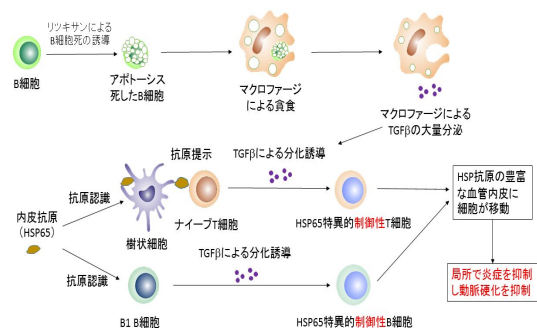 リツキサンによる
B細胞死の誘導
B細胞
アポトーシス
死したB細胞
マクロファージ
による貪食
マクロファージによる
TGFβの大量分泌
抗原提示
TGFβによる分化誘導
抗原認識
内皮抗原
(HSP65)
樹状細胞
ナイーブT細胞
HSP65特異的制御性T細胞
HSP抗原の豊富
な血管内皮に
細胞が移動
抗原認識
TGFβによる分化誘導
B1 B細胞
HSP65特異的制御性B細胞
局所で炎症を抑制
し動脈硬化を抑制